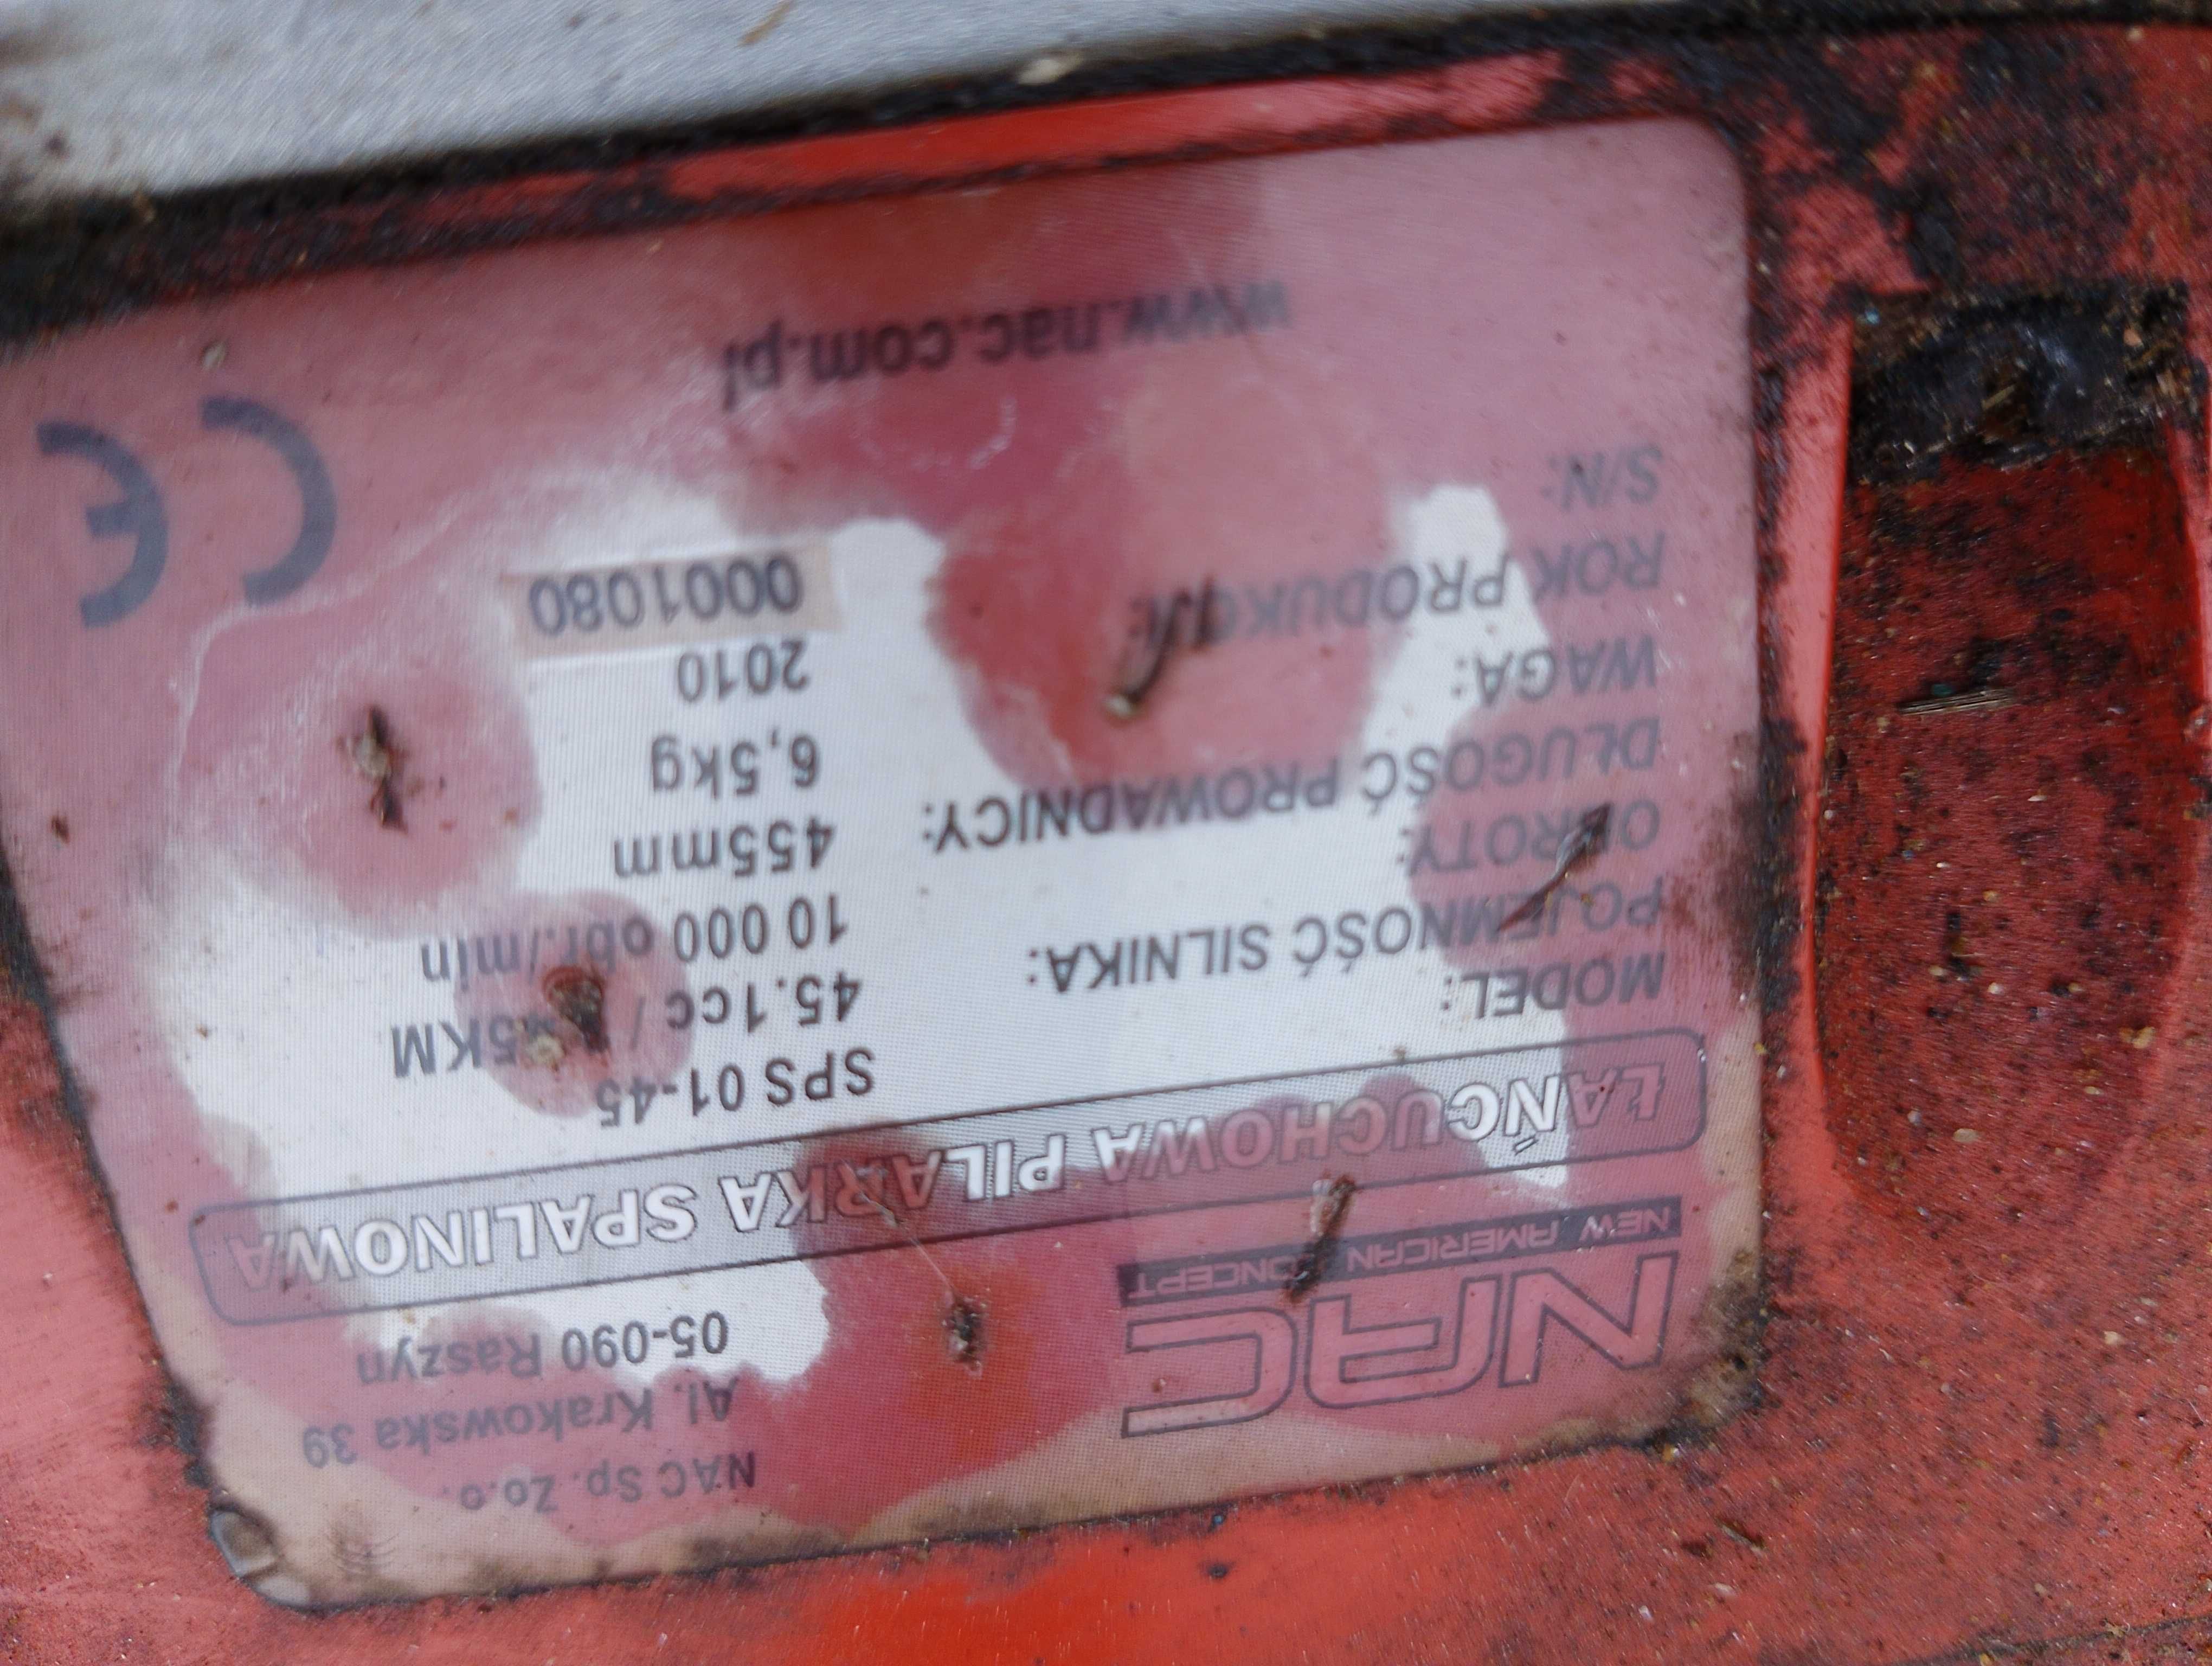 NAC
NEW AMERICAN CONCEPT
NAC Sp. Zo.o.
Al. Krakowska 39
05-090 Raszyn
ŁAŃCUCHOWA PILARKA SPALINOWA
MODEL: SPS 01-45
POJEMNOŚĆ SILNIKA: 45.1cc /
OBROTY: 10 000 obr./min
DŁUGOŚĆ PROWADNICY: 455mm
WAGA: 6,5kg
ROK PRODUKCJI: 2010
S/N: 0001080
CE
www.nac.com.pl